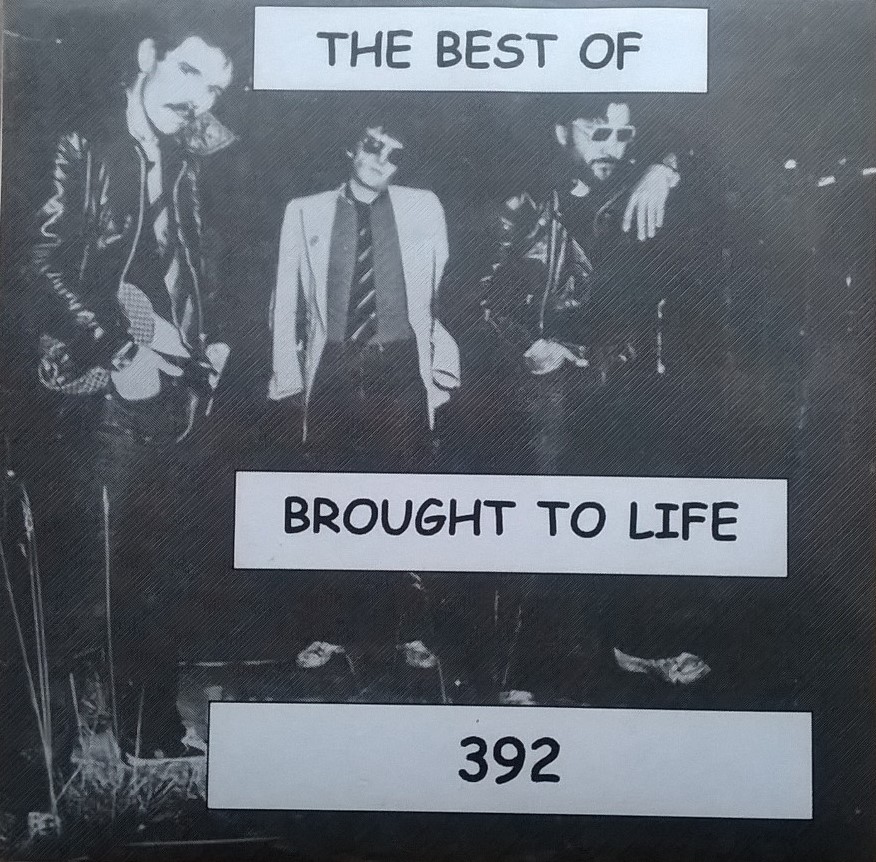 THE BEST OF
BROUGHT TO LIFE
392